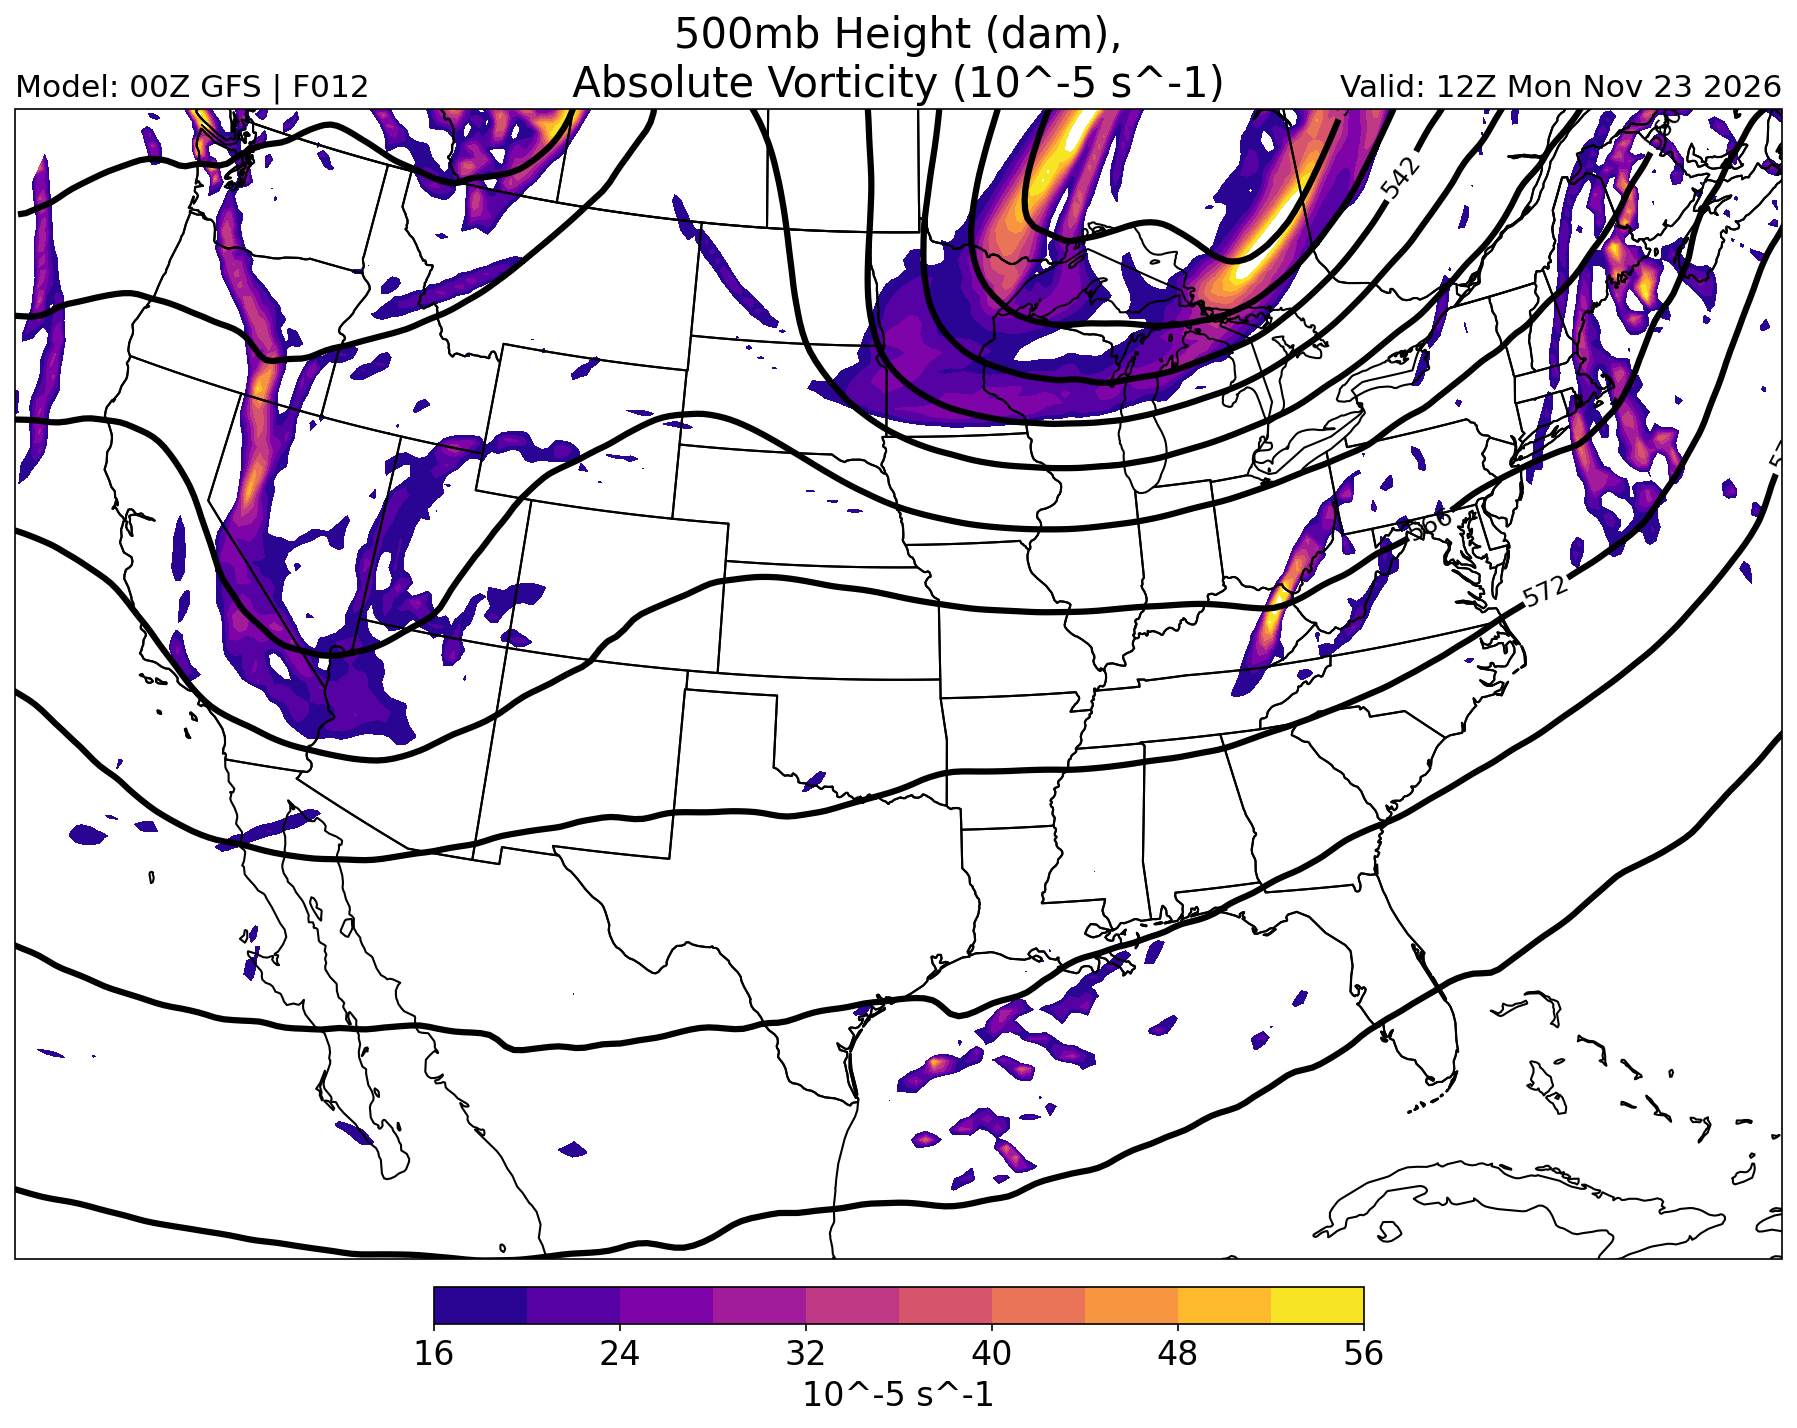 500mb Height (dam),
Model: 00Z GFS | F012
Absolute Vorticity (10^-5 s^-1)
Valid: 12Z Mon Nov 23 2026
542
566
572
16 24 32 40 48 56
10^-5 s^-1